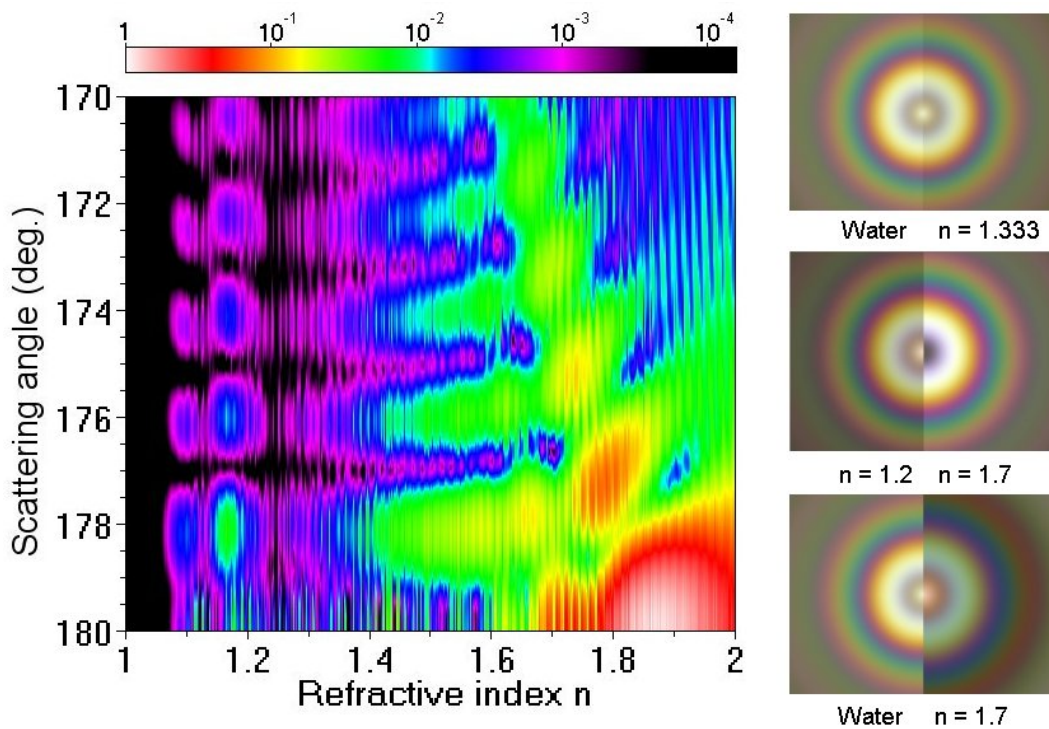 1 10⁻¹ 10⁻² 10⁻³ 10⁻⁴
170
172
174
176
178
180
Scattering angle (deg.)
1 1.2 1.4 1.6 1.8 2
Refractive index n
Water n = 1.333
n = 1.2 n = 1.7
Water n = 1.7